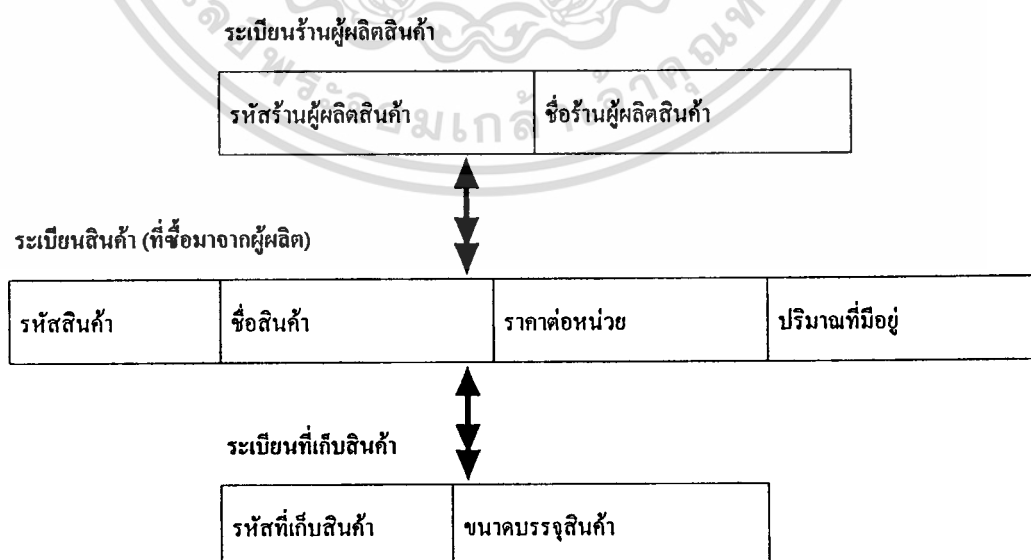 ระเบียนร้านผู้ผลิตสินค้า
รหัสร้านผู้ผลิตสินค้า ชื่อร้านผู้ผลิตสินค้า
ระเบียนสินค้า (ที่ซื้อมาจากผู้ผลิต)
รหัสสินค้า ชื่อสินค้า ราคาต่อหน่วย ปริมาณที่มีอยู่
ระเบียนที่เก็บสินค้า
รหัสที่เก็บสินค้า ขนาดบรรจุสินค้า